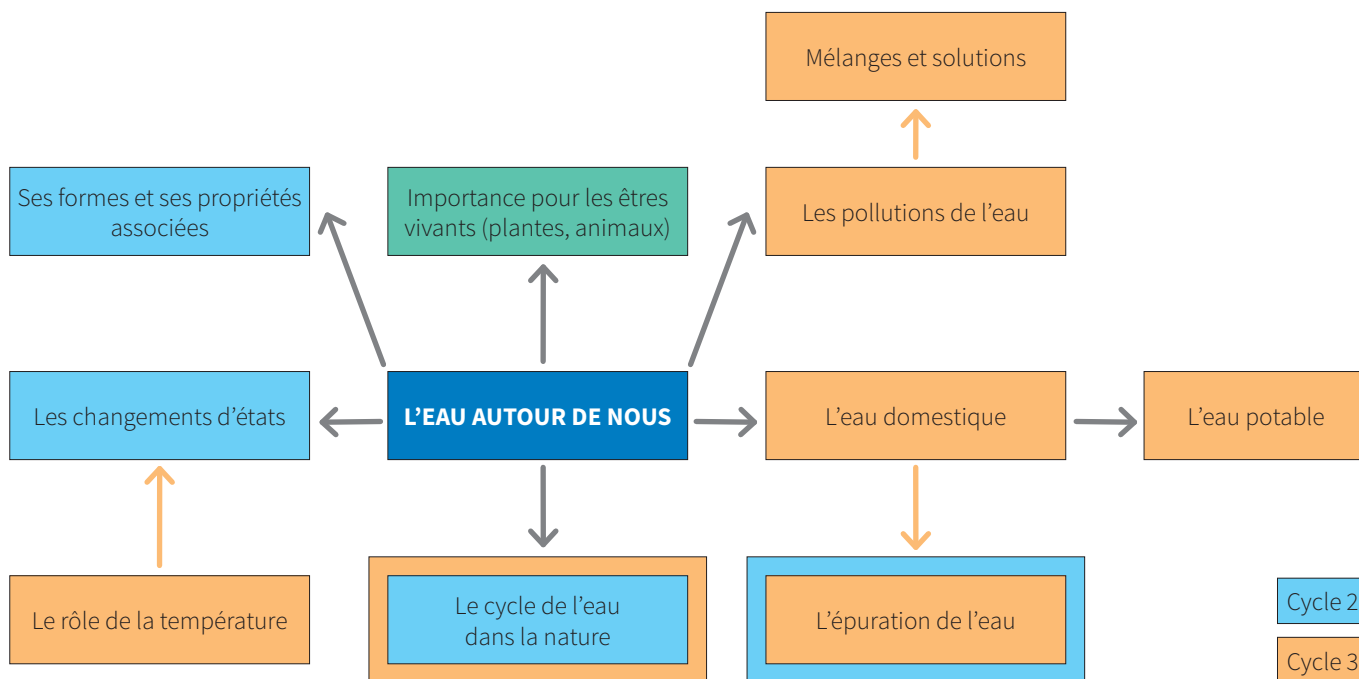 Mélanges et solutions
Ses formes et ses propriétés
associées
Importance pour les êtres
vivants (plantes, animaux)
Les pollutions de l’eau
Les changements d’états
L’EAU AUTOUR DE NOUS
L’eau domestique
L’eau potable
Le rôle de la température
Le cycle de l’eau
dans la nature
L’épuration de l’eau
Cycle 2
Cycle 3